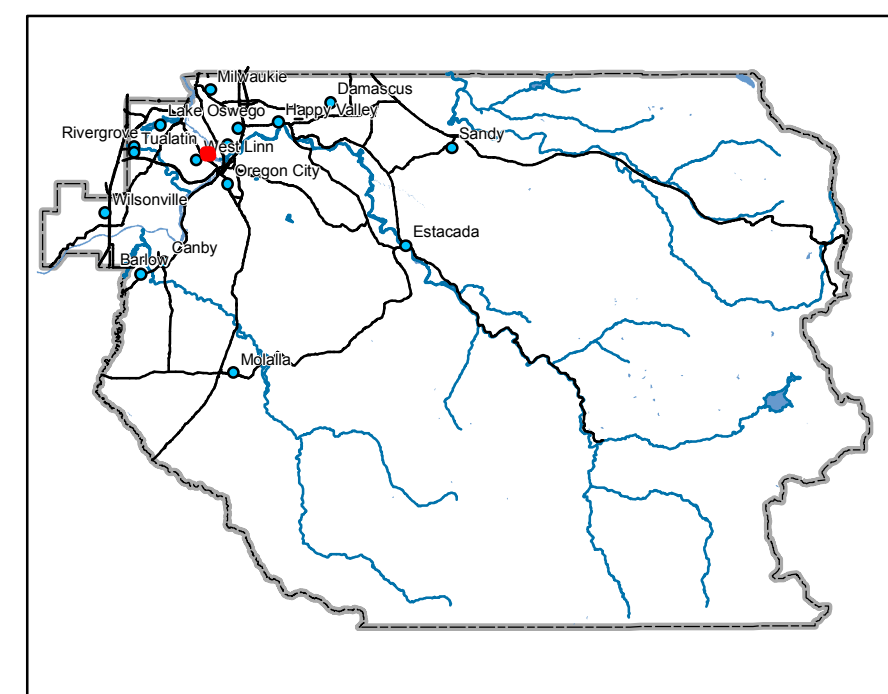 Milwaukie
Damascus
Lake Oswego
Happy Valley
Rivergrove
Tualatin
West Linn
Sandy
Oregon City
Wilsonville
Estacada
Canby
Barlow
Molalla